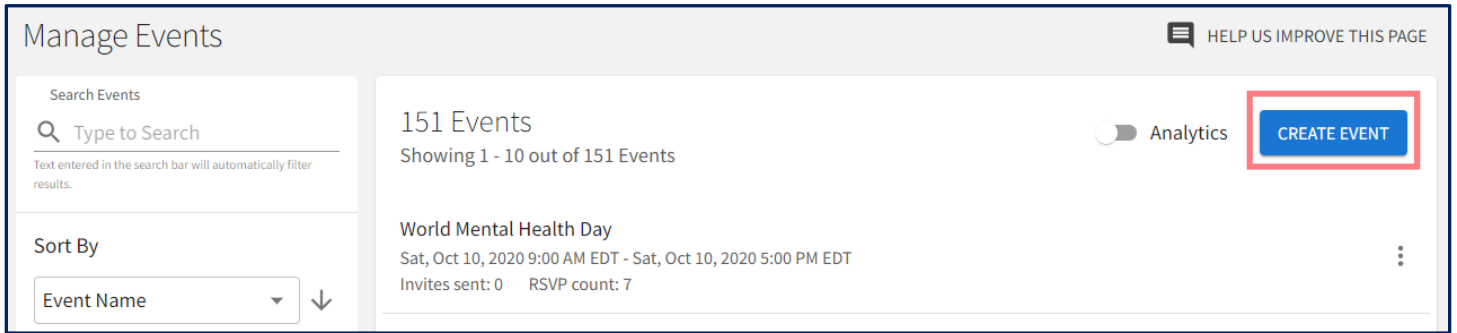 Manage Events
HELP US IMPROVE THIS PAGE
Search Events
Type to Search
Text entered in the search bar will automatically filter
results.
Sort By
Event Name
151 Events
Showing 1 - 10 out of 151 Events
Analytics
CREATE EVENT
World Mental Health Day
Sat, Oct 10, 2020 9:00 AM EDT - Sat, Oct 10, 2020 5:00 PM EDT
Invites sent: 0 RSVP count: 7